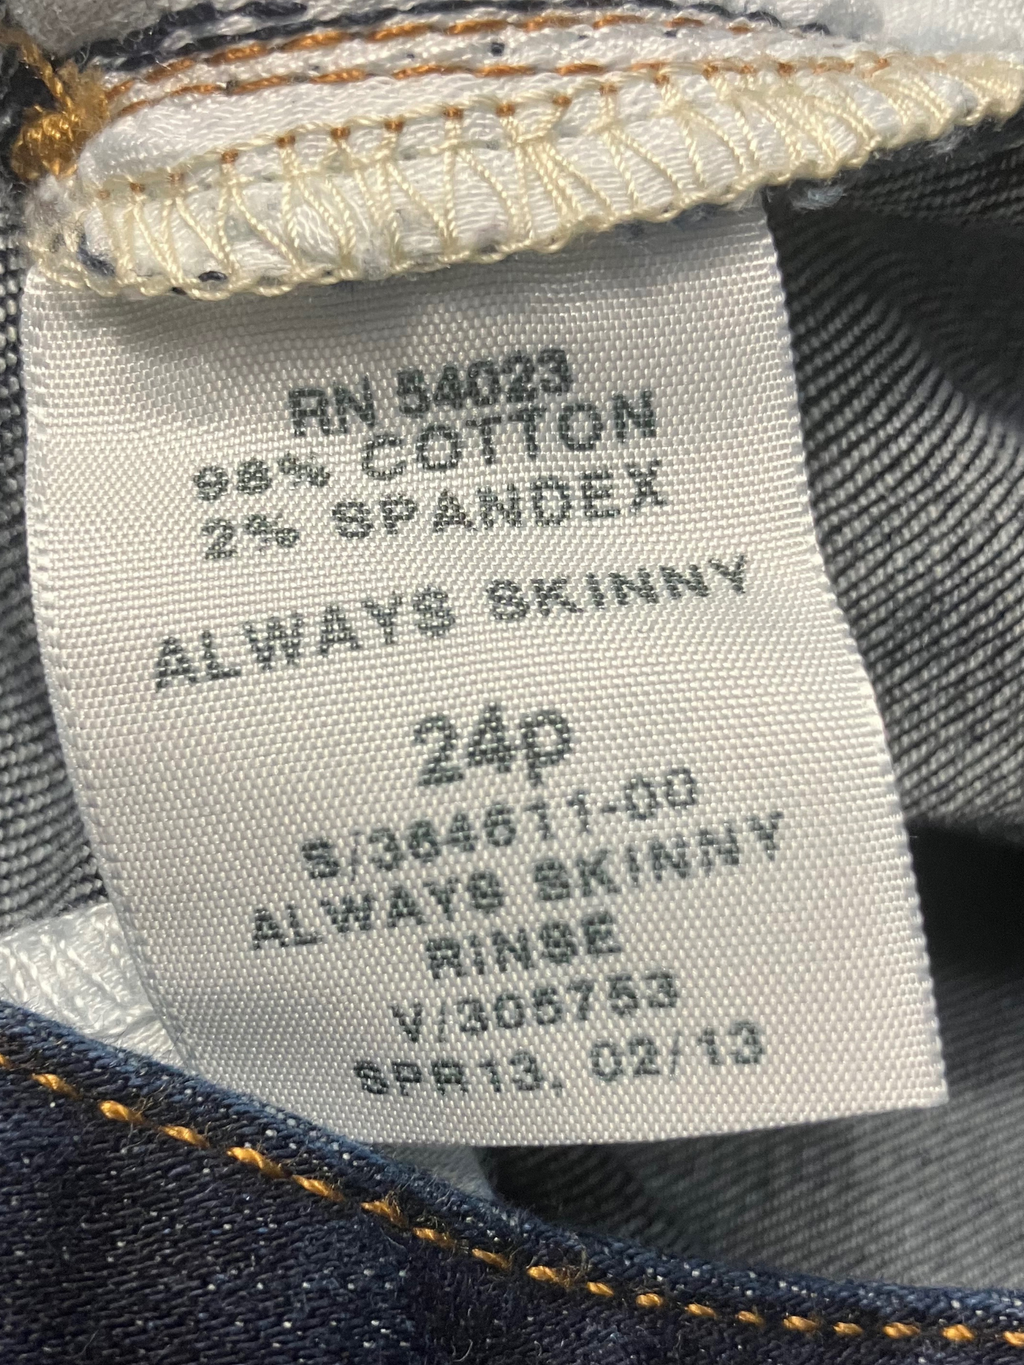 RN 54023
98% COTTON
2% SPANDEX
ALWAYS SKINNY
24p
S/364611-00
ALWAYS SKINNY
RINSE
V/305753
SPR13, 02/13